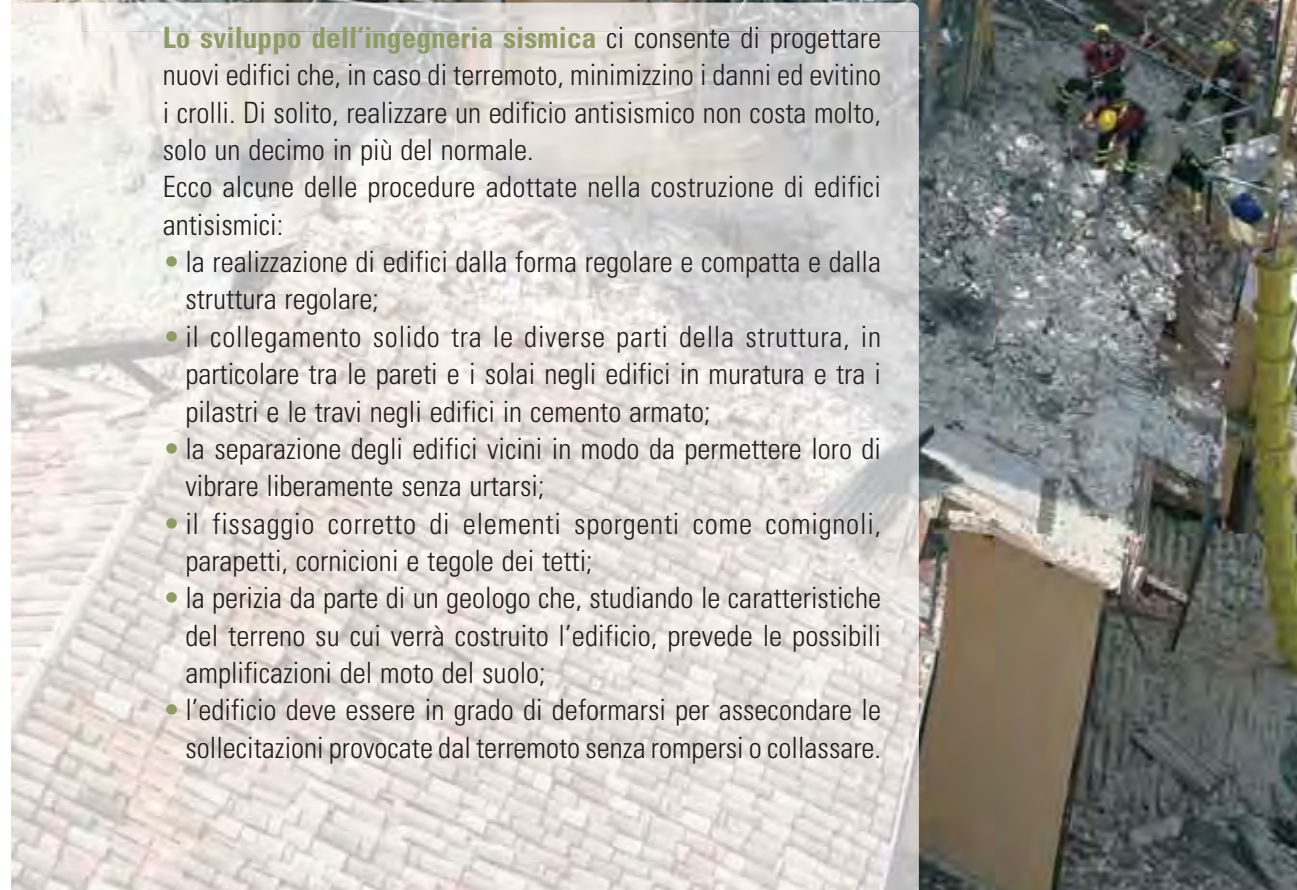 Lo sviluppo dell'ingegneria sismica ci consente di progettare
nuovi edifici che, in caso di terremoto, minimizzino i danni ed evitino
i crolli. Di solito, realizzare un edificio antisismico non costa molto,
solo un decimo in più del normale.
Ecco alcune delle procedure adottate nella costruzione di edifici
antisismici:
• la realizzazione di edifici dalla forma regolare e compatta e dalla
struttura regolare;
• il collegamento solido tra le diverse parti della struttura, in
particolare tra le pareti e i solai negli edifici in muratura e tra i
pilastri e le travi negli edifici in cemento armato;
• la separazione degli edifici vicini in modo da permettere loro di
vibrare liberamente senza urtarsi;
• il fissaggio corretto di elementi sporgenti come comignoli,
parapetti, cornicioni e tegole dei tetti;
• la perizia da parte di un geologo che, studiando le caratteristiche
del terreno su cui verrà costruito l'edificio, prevede le possibili
amplificazioni del moto del suolo;
• l'edificio deve essere in grado di deformarsi per assecondare le
sollecitazioni provocate dal terremoto senza rompersi o collassare.